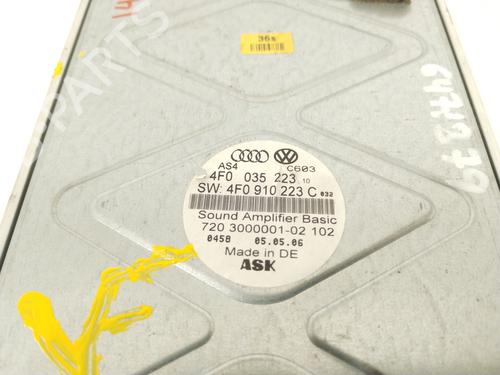 36s
AS4 C603
4F0 035 223 10
SW: 4F0 910 223 C 032
Sound Amplifier Basic
720 3000001-02 102
0458 05.05.06
Made in DE
ASK
PARTS